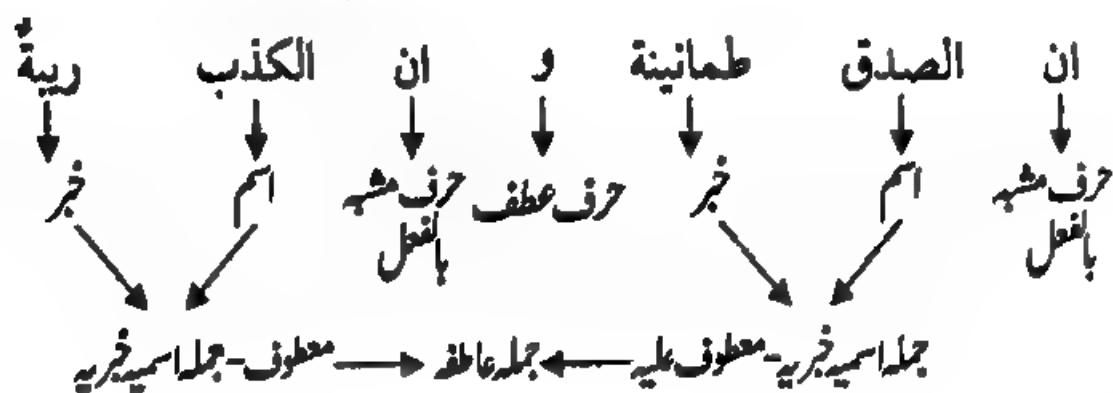 ان الصدق طمانينة و ان الكذب ريبةٌ
حرف مشبہ اسم خبر حرف عطف حرف مشبہ اسم خبر
بالفعل بالفعل
جملہ اسمیہ خبریہ - معطوف علیہ جملہ عاطفہ معطوف - جملہ اسمیہ خبریہ